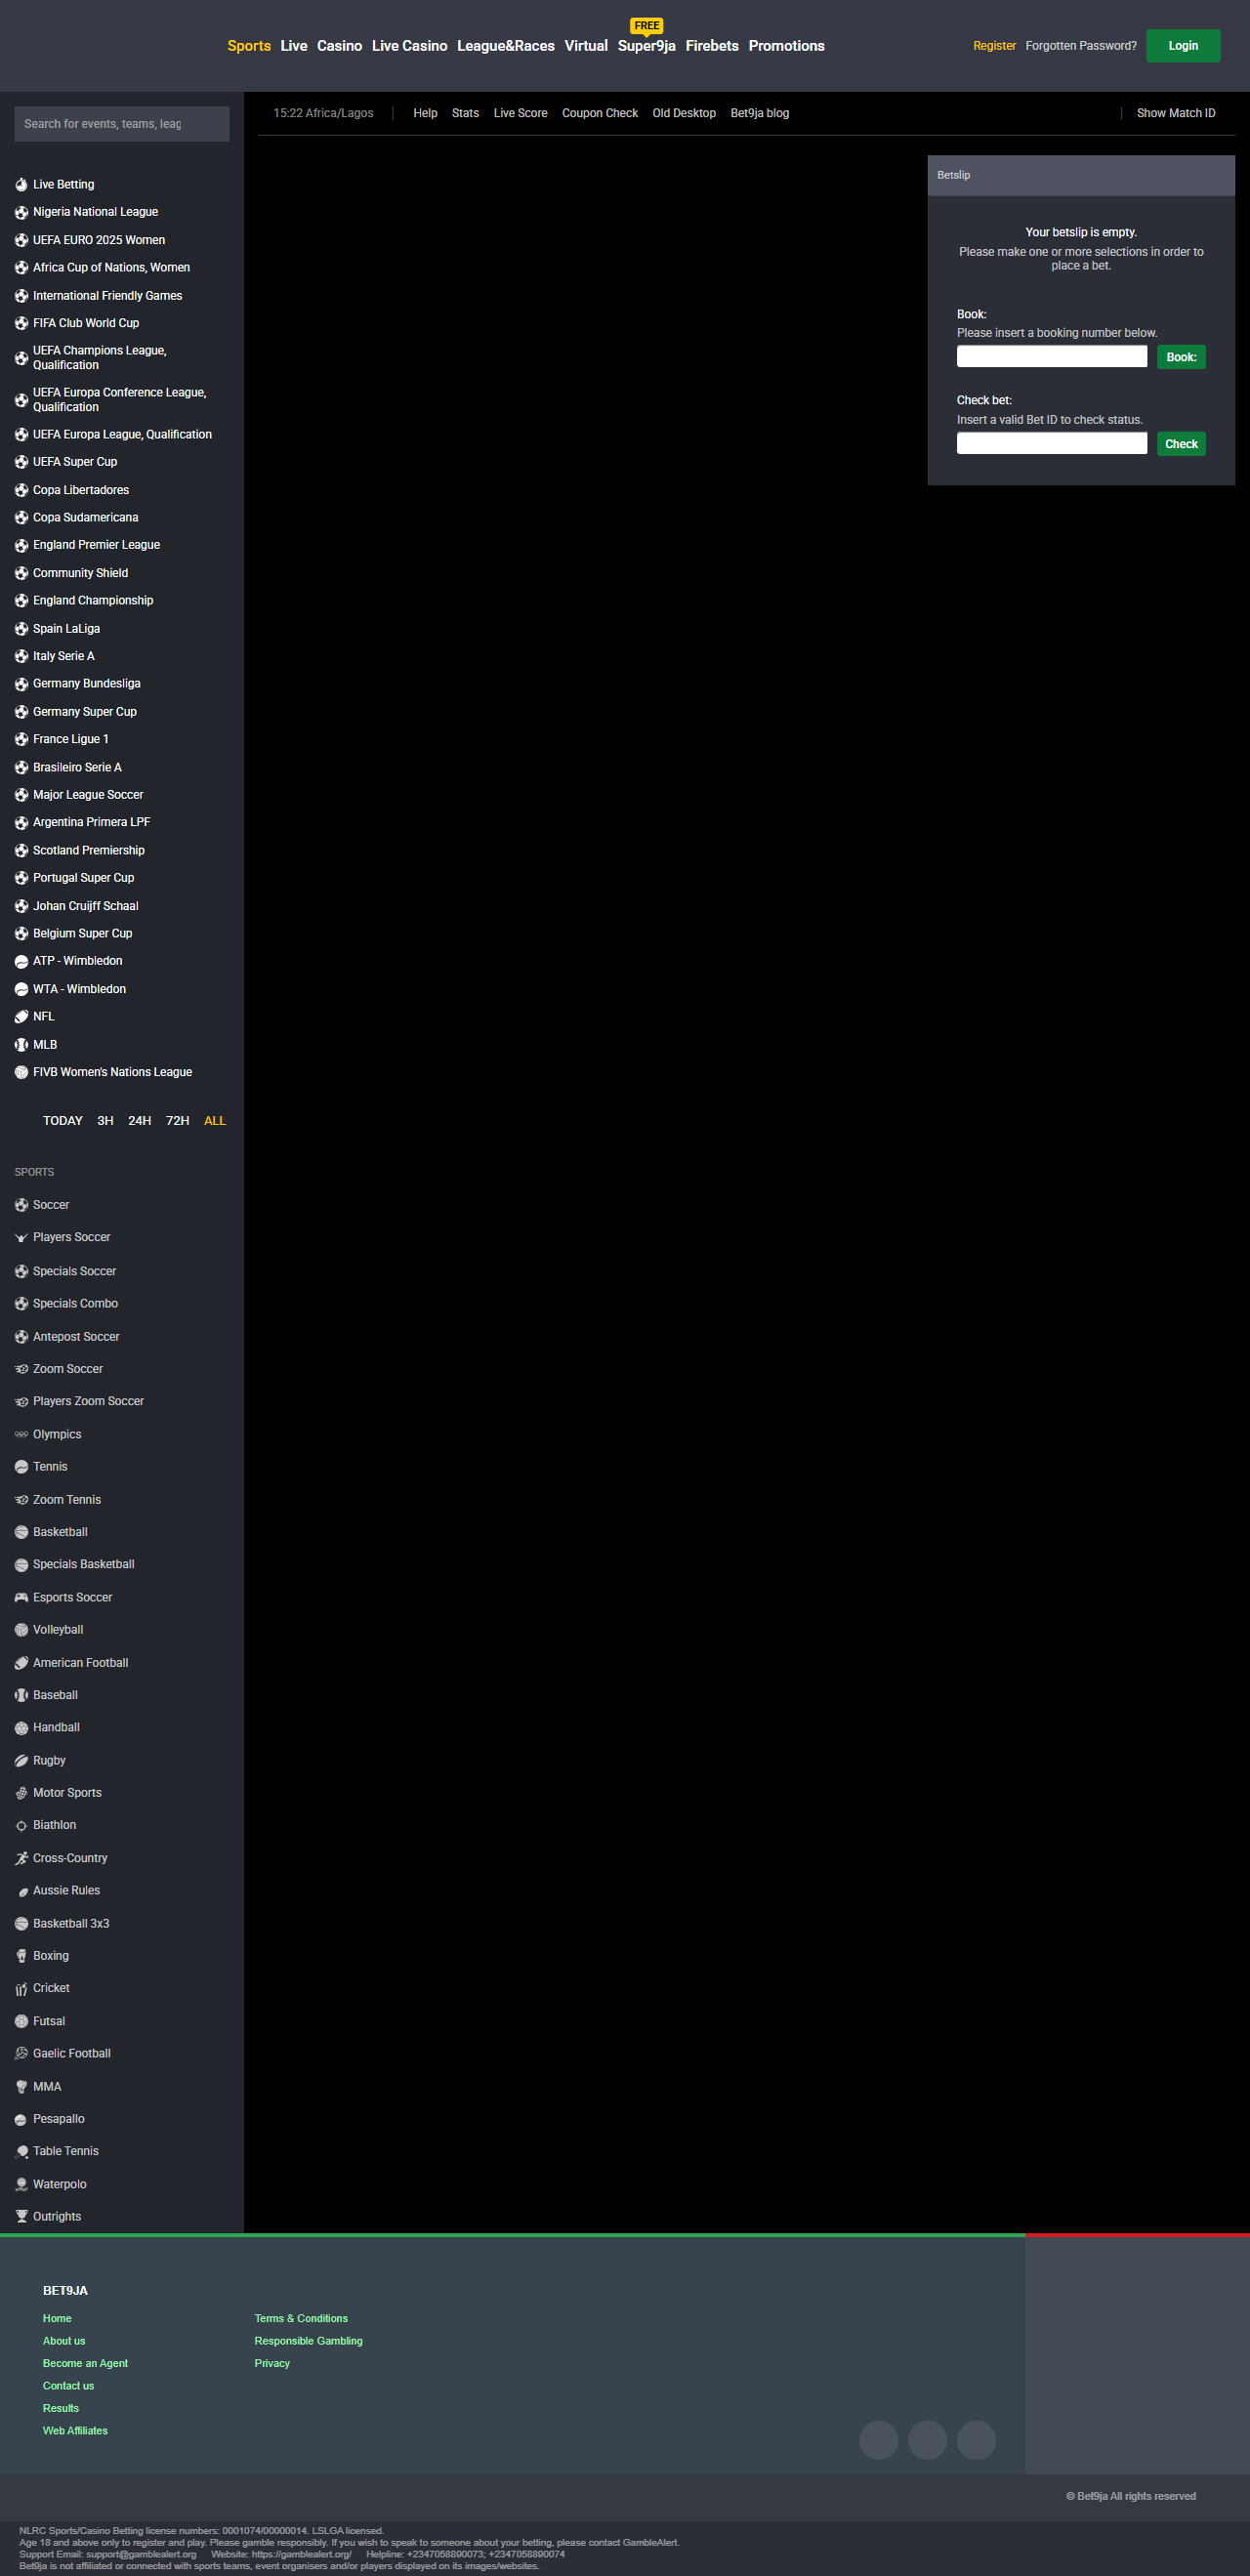 FREE
Sports Live Casino Live Casino League&Races Virtual Super9ja Firebets Promotions Register Forgotten Password? Login
Search for events, teams, leag
15:22 Africa/Lagos Help Stats Live Score Coupon Check Old Desktop Bet9ja blog Show Match ID
Live Betting
Nigeria National League
UEFA EURO 2025 Women
Africa Cup of Nations, Women
International Friendly Games
FIFA Club World Cup
UEFA Champions League,
Qualification
UEFA Europa Conference League,
Qualification
UEFA Europa League, Qualification
UEFA Super Cup
Copa Libertadores
Copa Sudamericana
England Premier League
Community Shield
England Championship
Spain LaLiga
Italy Serie A
Germany Bundesliga
Germany Super Cup
France Ligue 1
Brasileiro Serie A
Major League Soccer
Argentina Primera LPF
Scotland Premiership
Portugal Super Cup
Johan Cruijff Schaal
Belgium Super Cup
ATP - Wimbledon
WTA - Wimbledon
NFL
MLB
FIVB Women's Nations League
TODAY 3H 24H 72H ALL
SPORTS
Soccer
Players Soccer
Specials Soccer
Specials Combo
Antepost Soccer
Zoom Soccer
Players Zoom Soccer
Olympics
Tennis
Zoom Tennis
Basketball
Specials Basketball
Esports Soccer
Volleyball
American Football
Baseball
Handball
Rugby
Motor Sports
Biathlon
Cross-Country
Aussie Rules
Basketball 3x3
Boxing
Cricket
Futsal
Gaelic Football
MMA
Pesapallo
Table Tennis
Waterpolo
Outrights
Betslip
Your betslip is empty.
Please make one or more selections in order to
place a bet.
Book:
Please insert a booking number below.
Book:
Check bet:
Insert a valid Bet ID to check status.
Check
BET9JA
Home
About us
Become an Agent
Contact us
Results
Web Affiliates
Terms & Conditions
Responsible Gambling
Privacy
© Bet9ja All rights reserved
NLRC Sports/Casino Betting license numbers: 0001074/00000014. LSLGA licensed.
Age 18 and above only to register and play. Please gamble responsibly. If you wish to speak to someone about your betting, please contact GambleAlert.
Support Email: support@gamblealert.org Website: https://gamblealert.org/ Helpline: +2347058890073; +2347058890074
Bet9ja is not affiliated or connected with sports teams, event organisers and/or players displayed on its images/websites.